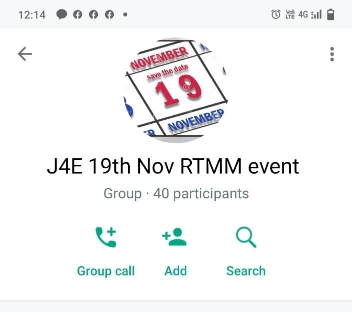 12:14
4G
NOVEMBER
save the date
19
NOVEMBER
J4E 19th Nov RTMM event
Group · 40 participants
Group call
Add
Search